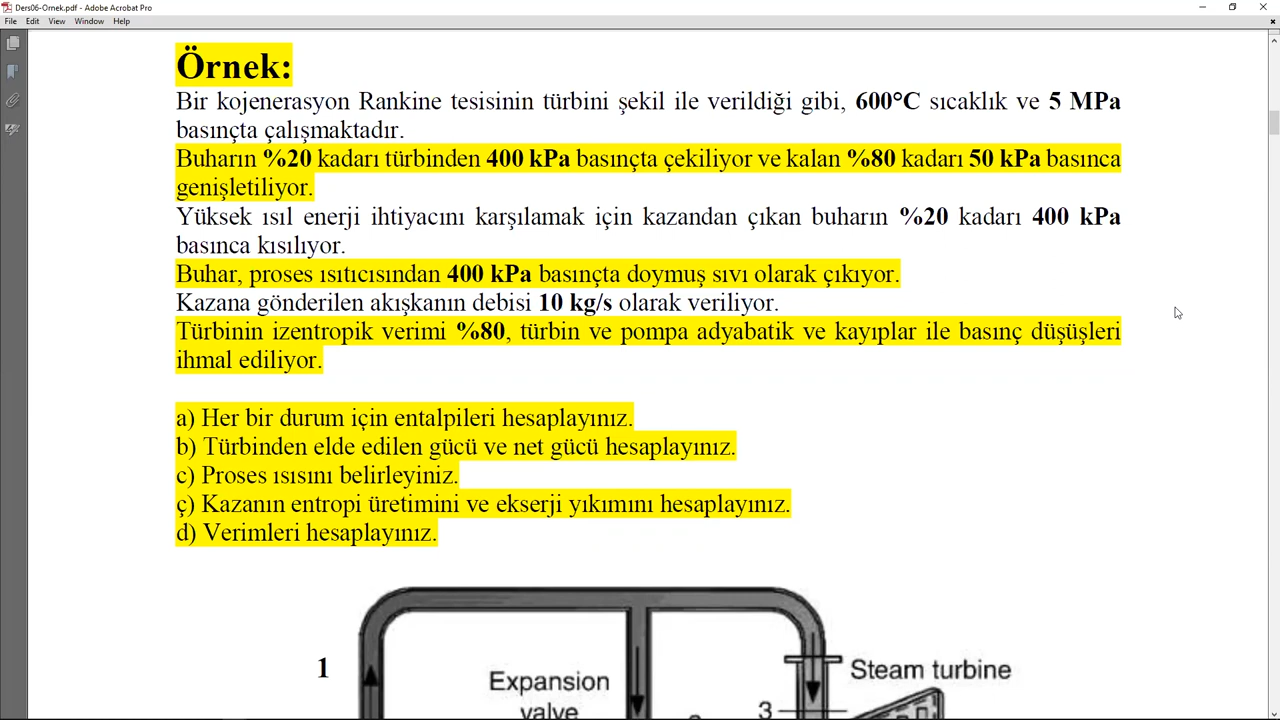 Ders06-Ornek.pdf - Adobe Acrobat Pro
File Edit View Window Help
Örnek:
Bir kojenerasyon Rankine tesisinin türbini şekil ile verildiği gibi, 600°C sıcaklık ve 5 MPa
basınçta çalışmaktadır.
Buharın %20 kadarı türbinden 400 kPa basınçta çekiliyor ve kalan %80 kadarı 50 kPa basınca
genişletiliyor.
Yüksek ısıl enerji ihtiyacını karşılamak için kazandan çıkan buharın %20 kadarı 400 kPa
basınca kısılıyor.
Buhar, proses ısıtıcısından 400 kPa basınçta doymuş sıvı olarak çıkıyor.
Kazana gönderilen akışkanın debisi 10 kg/s olarak veriliyor.
Türbinin izentropik verimi %80, türbin ve pompa adyabatik ve kayıplar ile basınç düşüşleri
ihmal ediliyor.
a) Her bir durum için entalpileri hesaplayınız.
b) Türbinden elde edilen gücü ve net gücü hesaplayınız.
c) Proses ısısını belirleyiniz.
ç) Kazanın entropi üretimini ve ekserji yıkımını hesaplayınız.
d) Verimleri hesaplayınız.
1
Expansion
valve
3
Steam turbine